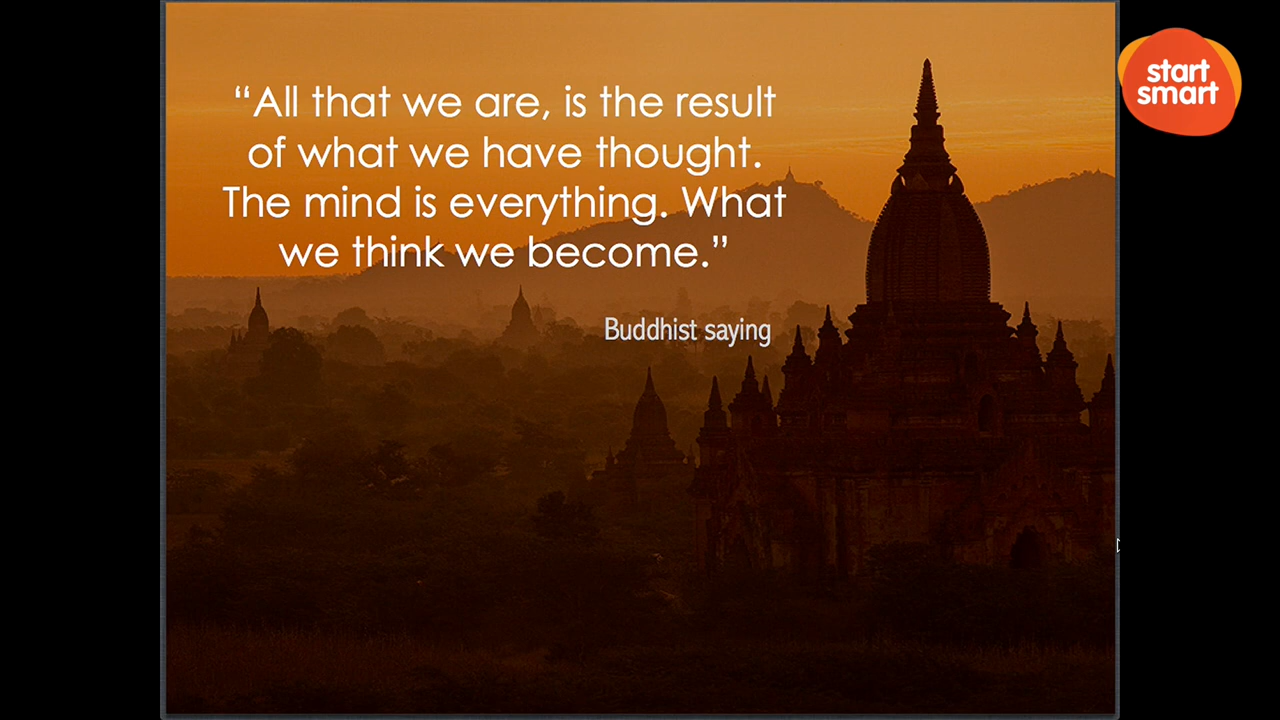 “All that we are, is the result
of what we have thought.
The mind is everything. What
we think we become.”
Buddhist saying
start
smart